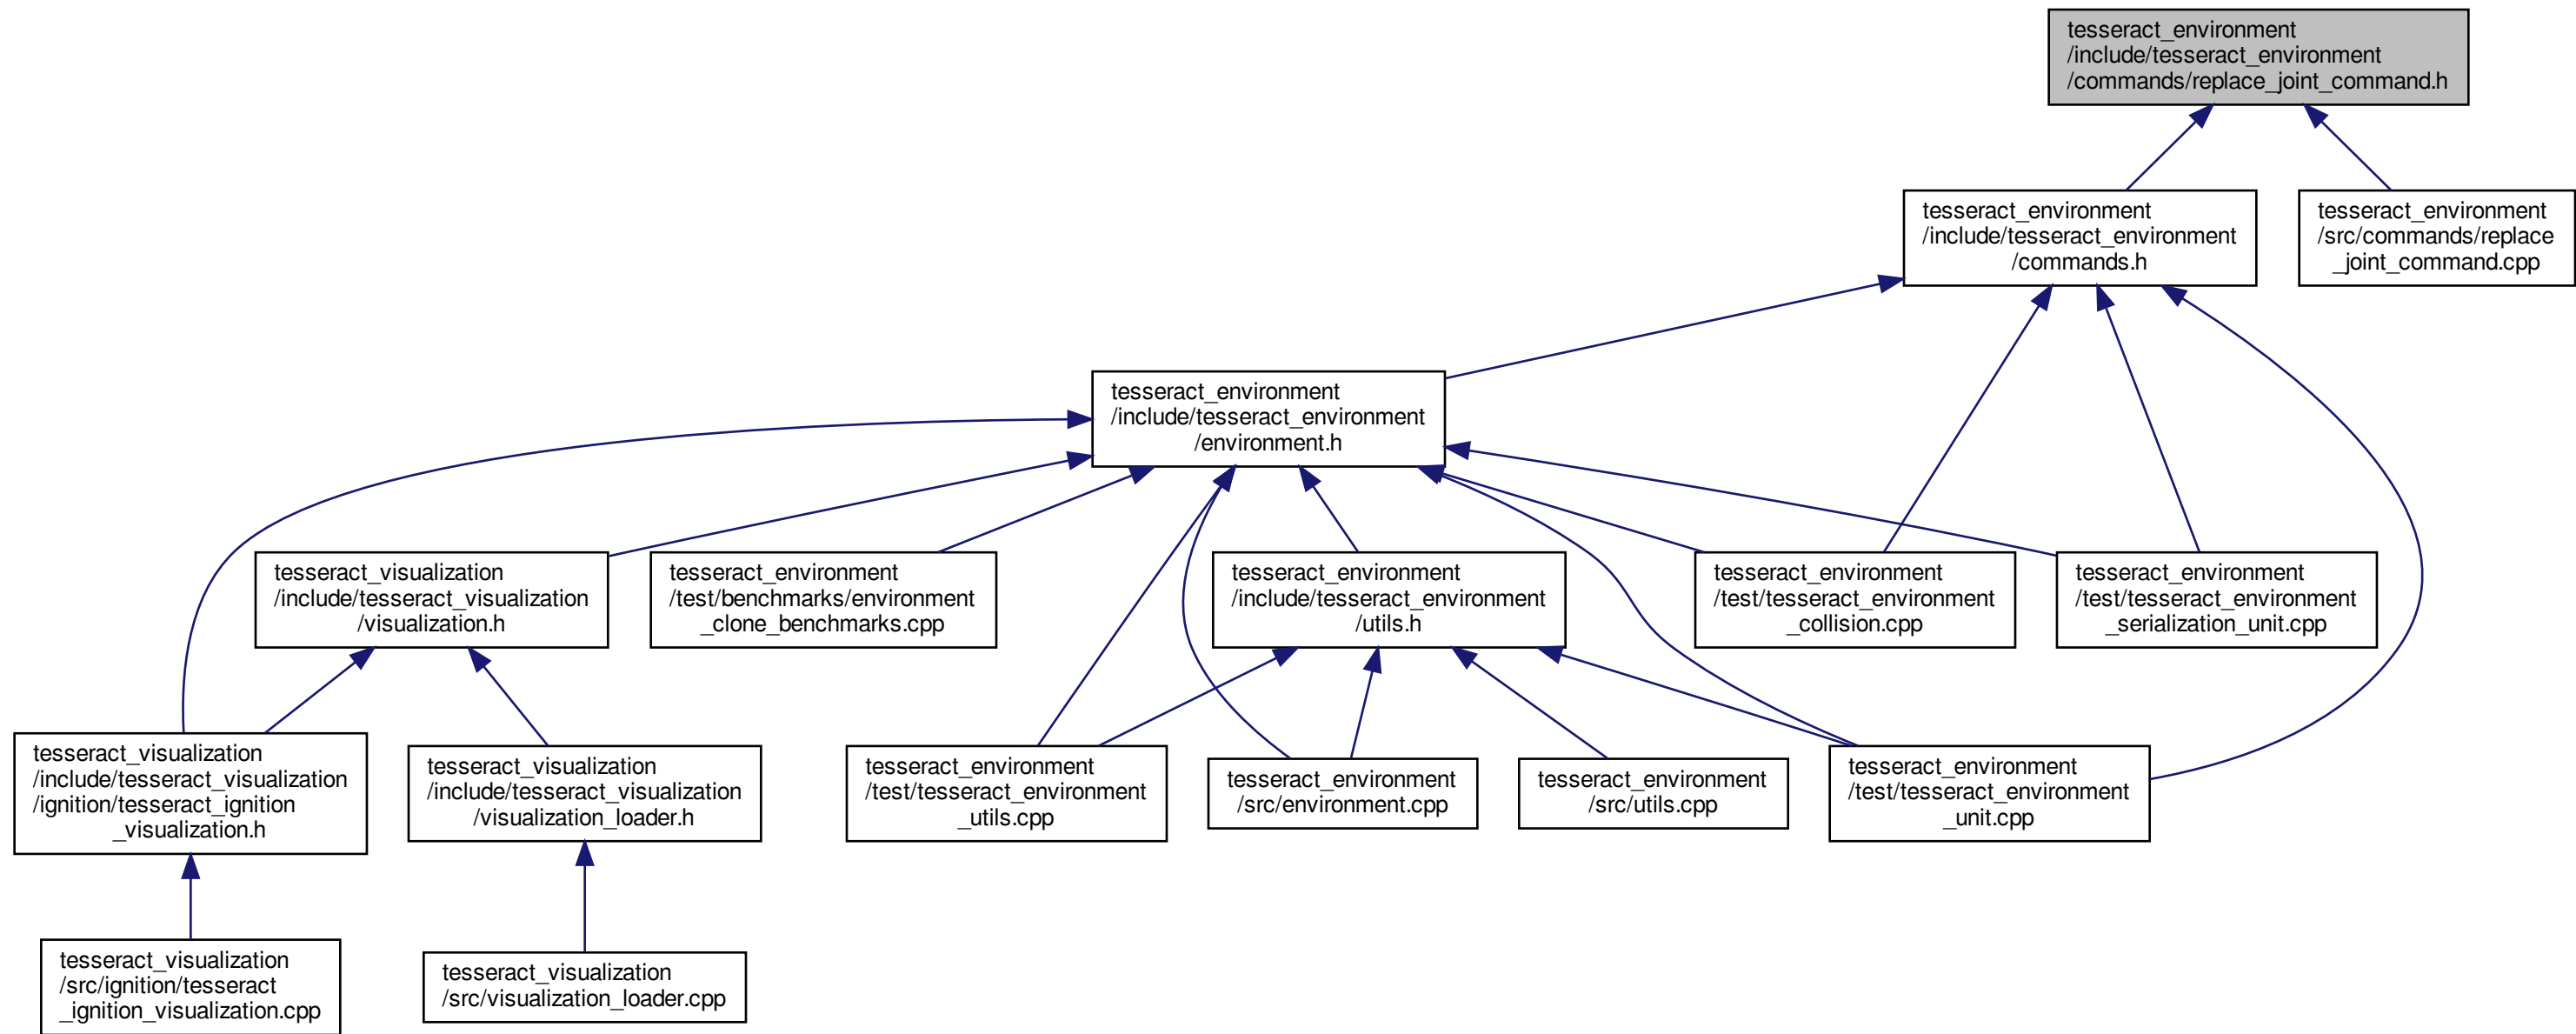 tesseract_environment
/include/tesseract_environment
/commands/replace_joint_command.h
tesseract_environment
/include/tesseract_environment
/commands.h
tesseract_environment
/src/commands/replace
_joint_command.cpp
tesseract_environment
/include/tesseract_environment
/environment.h
tesseract_visualization
/include/tesseract_visualization
/visualization.h
tesseract_environment
/test/benchmarks/environment
_clone_benchmarks.cpp
tesseract_environment
/include/tesseract_environment
/utils.h
tesseract_environment
/test/tesseract_environment
_collision.cpp
tesseract_environment
/test/tesseract_environment
_serialization_unit.cpp
tesseract_visualization
/include/tesseract_visualization
/ignition/tesseract_ignition
_visualization.h
tesseract_visualization
/include/tesseract_visualization
/visualization_loader.h
tesseract_environment
/test/tesseract_environment
_utils.cpp
tesseract_environment
/src/environment.cpp
tesseract_environment
/src/utils.cpp
tesseract_environment
/test/tesseract_environment
_unit.cpp
tesseract_visualization
/src/ignition/tesseract
_ignition_visualization.cpp
tesseract_visualization
/src/visualization_loader.cpp